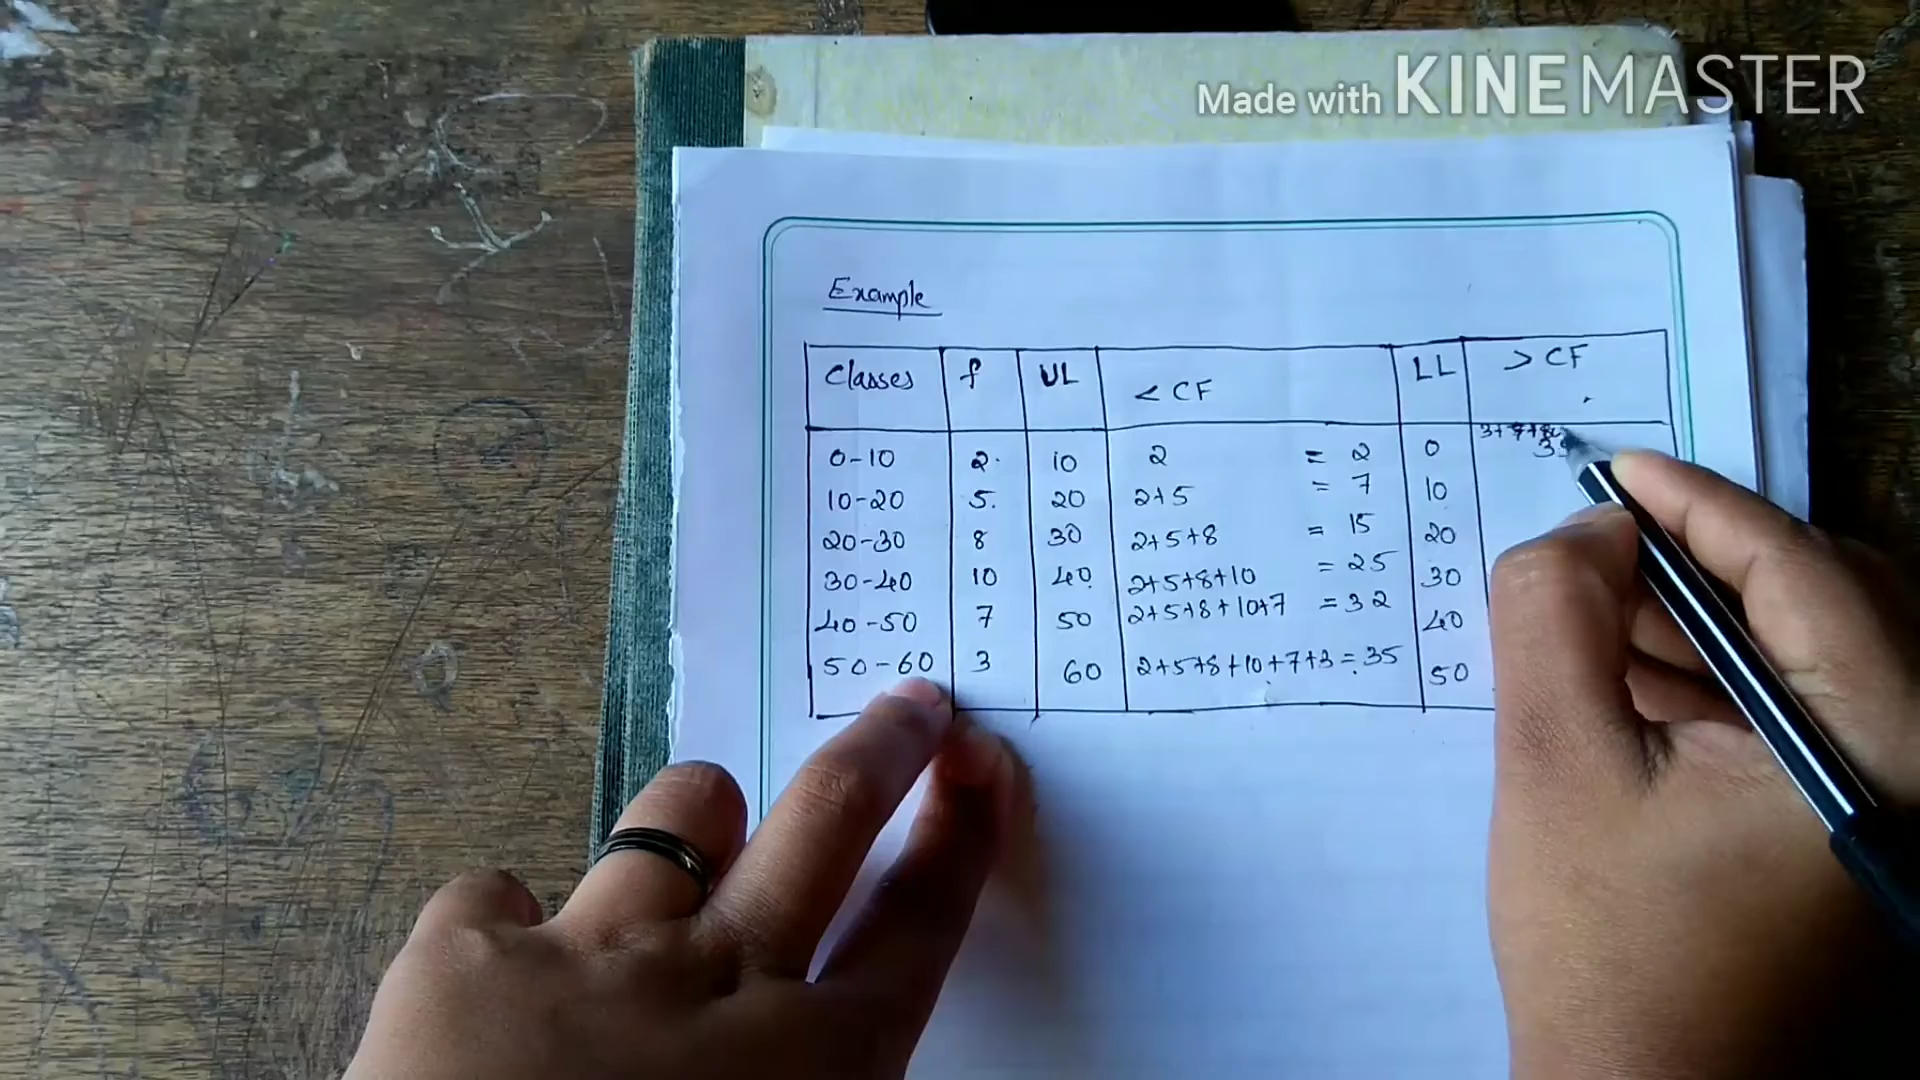 Made with KINEMASTER
Example
Classes f UL < CF LL > CF
0-10 2 10 2 = 2 0 35
10-20 5 20 2+5 = 7 10
20-30 8 30 2+5+8 = 15 20
30-40 10 40 2+5+8+10 = 25 30
40-50 7 50 2+5+8+10+7 = 32 40
50-60 3 60 2+5+8+10+7+3 = 35 50